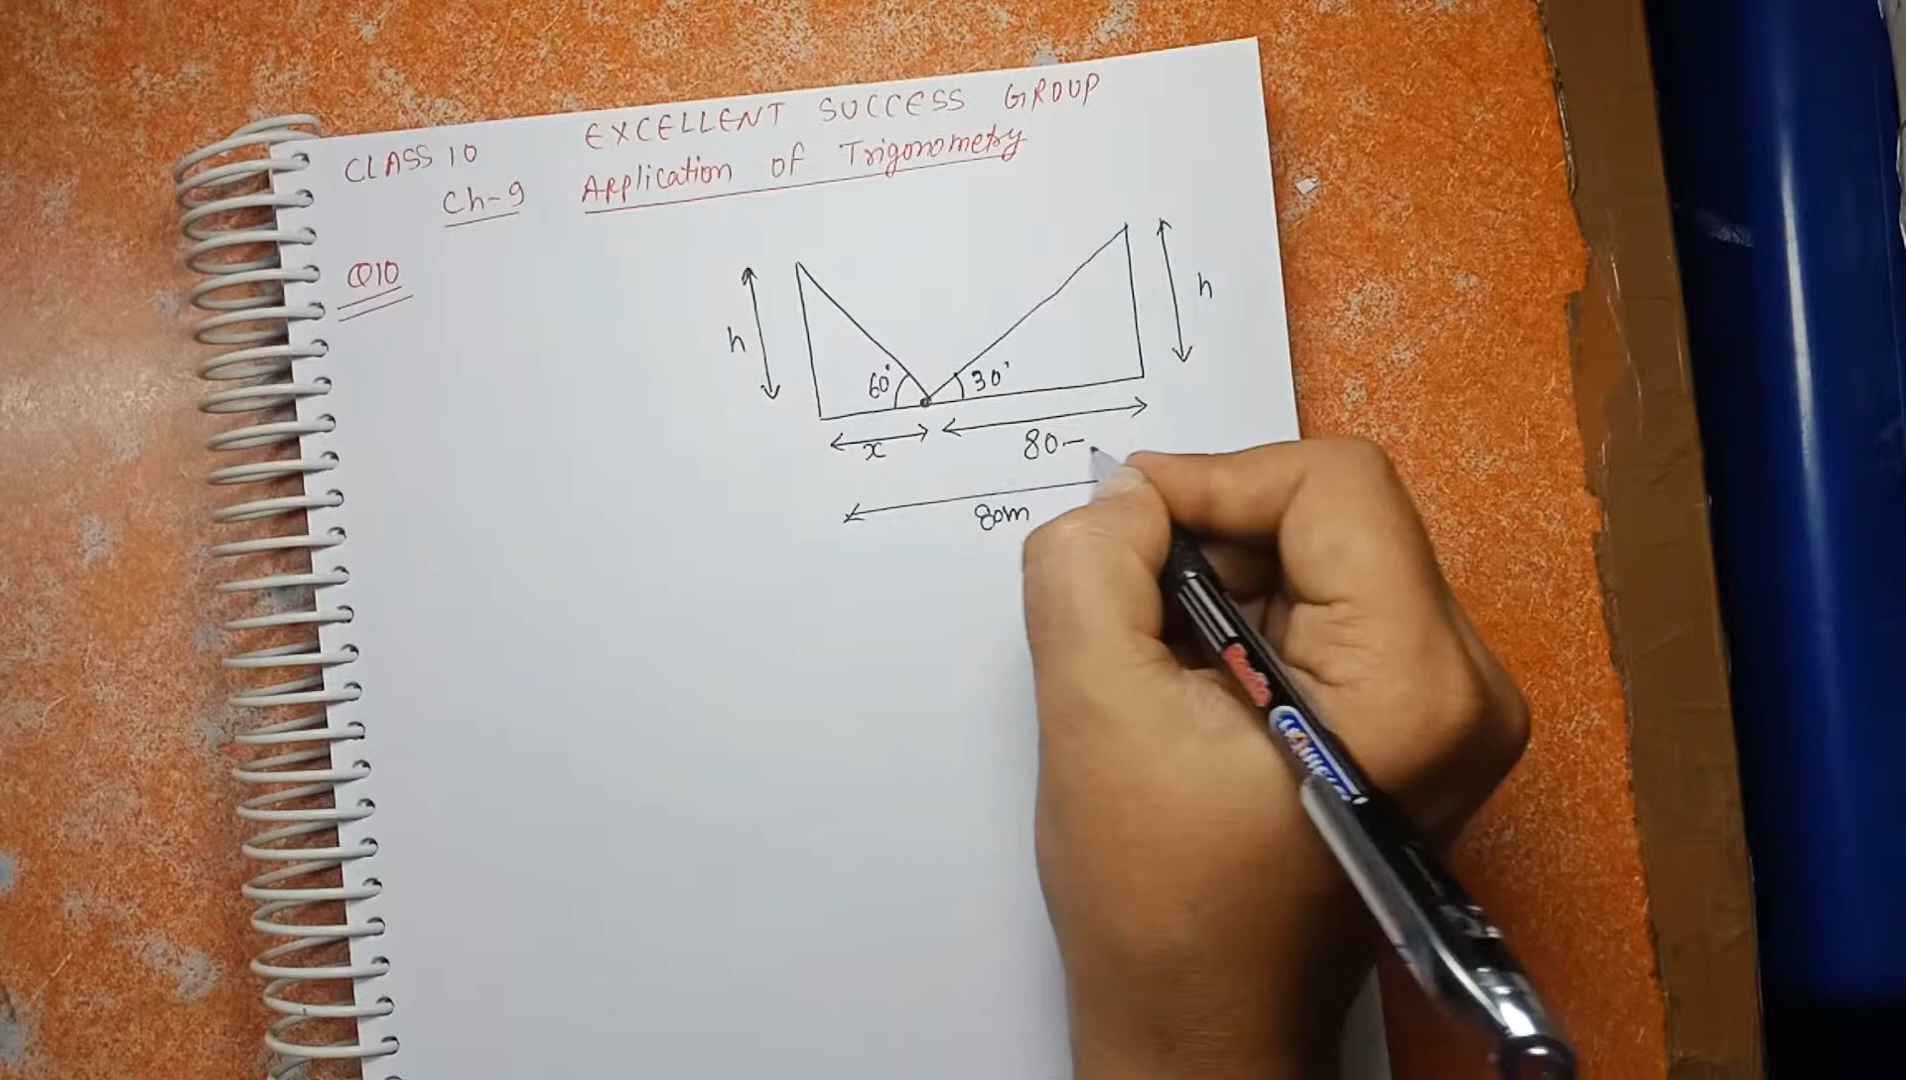 EXCELLENT SUCCESS GROUP
CLASS 10
Ch-9 Application of Trigonometry
Q10
h
h
60° 30°
x
80-
80m